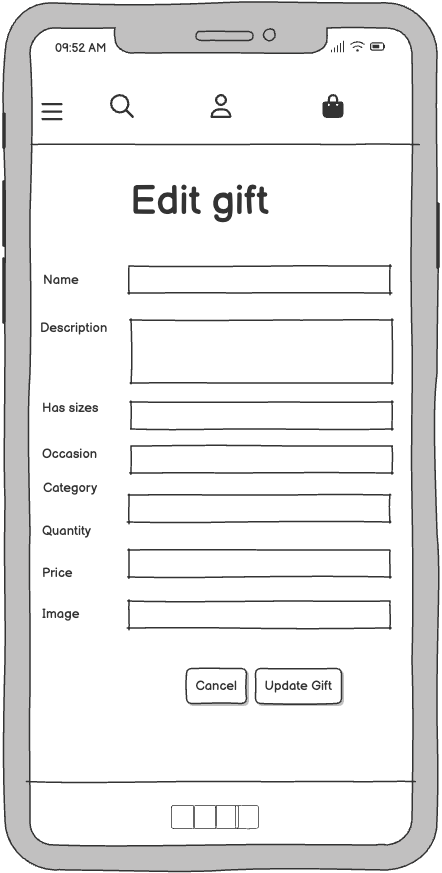 09:52 AM
Edit gift
Name
Description
Has sizes
Occasion
Category
Quantity
Price
Image
Cancel
Update Gift